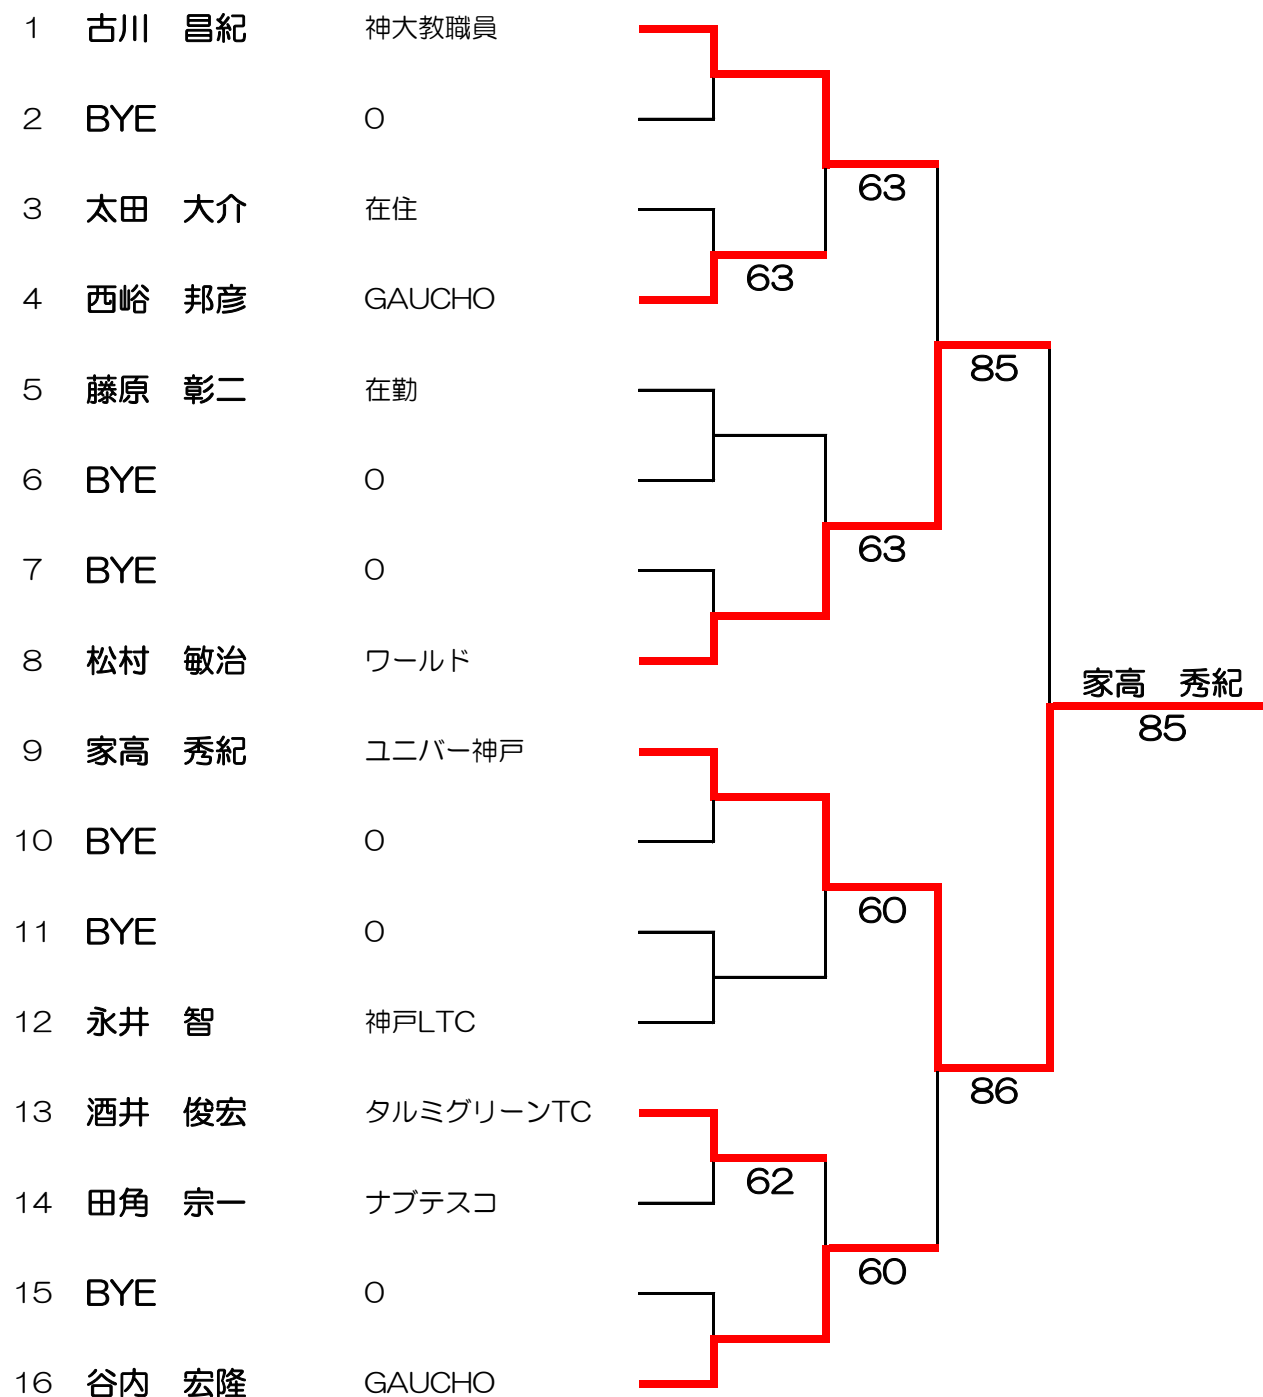 1 古川　昌紀 神大教職員
2 BYE 0
63
3 太田　大介 在住
63
4 西峪　邦彦 GAUCHO
85
5 藤原　彰二 在勤
6 BYE 0
63
7 BYE 0
8 松村　敏治 ワールド
家高　秀紀
85
9 家高　秀紀 ユニバー神戸
10 BYE 0
60
11 BYE 0
12 永井　智 神戸LTC
86
13 酒井　俊宏 タルミグリーンTC
62
14 田角　宗一 ナブテスコ
60
15 BYE 0
16 谷内　宏隆 GAUCHO